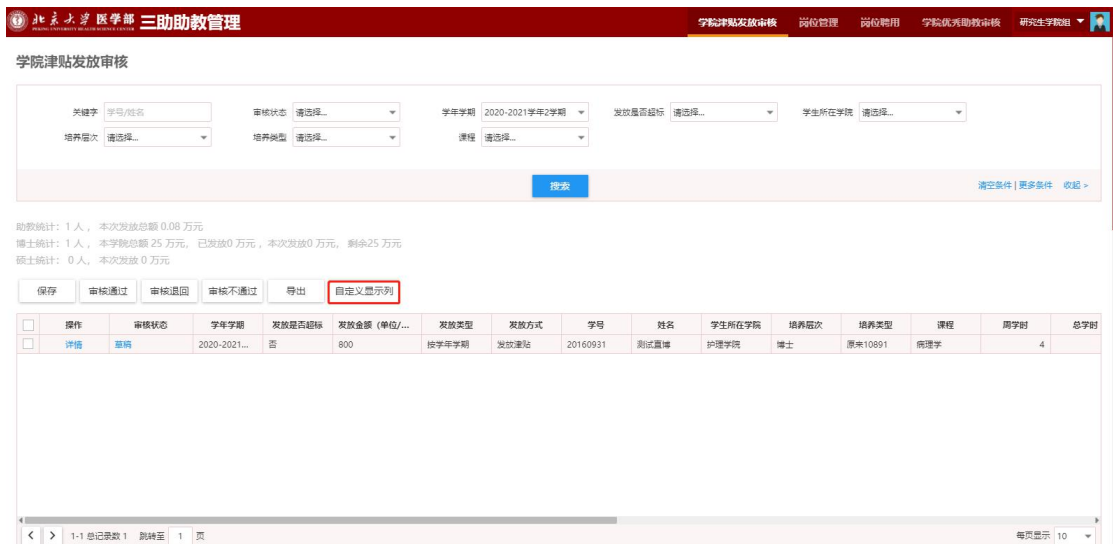 北京大学医学部 三助助教管理 学院津贴发放审核 岗位管理 岗位聘用 学院优秀助教审核 研究生学院组
PEKING UNIVERSITY HEALTH SCIENCE CENTER
学院津贴发放审核
关键字 学号/姓名 审核状态 请选择... 学年学期 2020-2021学年2学期 发放是否超标 请选择... 学生所在学院 请选择...
培养层次 请选择... 培养类型 请选择... 课程 请选择...
搜索 清空条件 | 更多条件 收起 >
助教统计: 1 人 , 本次发放总额 0.08 万元
博士统计: 1 人, 本学院总额 25 万元, 已发放0 万元 , 本次发放0 万元, 剩余25 万元
硕士统计: 0 人, 本次发放 0 万元
保存 审核通过 审核退回 审核不通过 导出 自定义显示列
操作 审核状态 学年学期 发放是否超标 发放金额（单位/... 发放类型 发放方式 学号 姓名 学生所在学院 培养层次 培养类型 课程 周学时 总学时
详情 草稿 2020-2021... 否 800 按学年学期 发放津贴 20160931 测试直博 护理学院 博士 原来10891 病理学 4
< > 1-1 总记录数 1 跳转至 1 页 每页显示 10